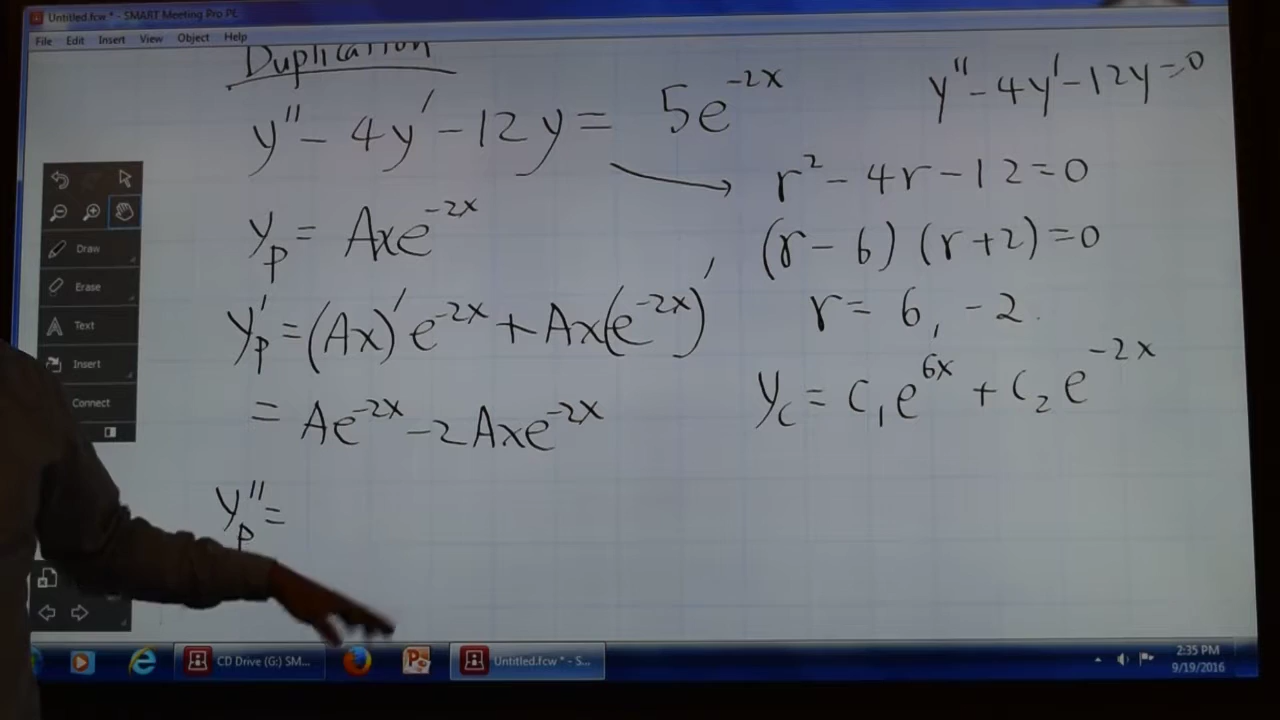 Untitled.fcw * - SMART Meeting Pro PE
File Edit Insert View Object Help
Duplication
y'' - 4y' - 12y = 5e^{-2x}
y'' - 4y' - 12y = 0
r² - 4r - 12 = 0
(r - 6) (r + 2) = 0
r = 6, -2.
y_c = c₁e^{6x} + c₂e^{-2x}
y_p = Axe^{-2x}
y_p' = (Ax)' e^{-2x} + Ax(e^{-2x})'
= Ae^{-2x} - 2Axe^{-2x}
y_p'' =
Draw
Erase
Text
Insert
Connect
CD Drive (G:) SM...
Untitled.fcw * - S...
2:35 PM
9/19/2016